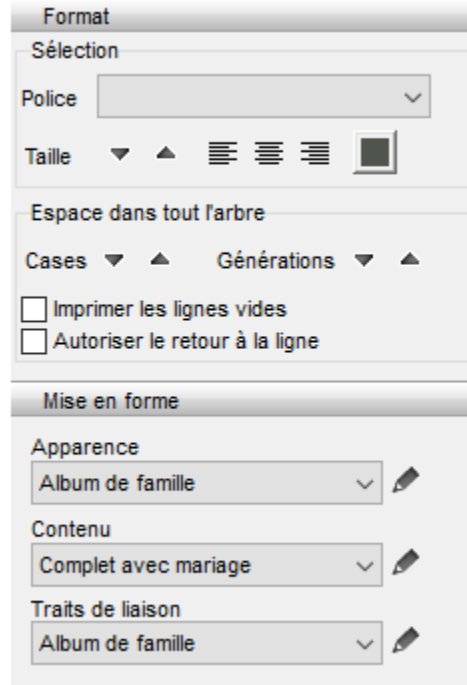 Format
Sélection
Police
Taille
Espace dans tout l'arbre
Cases Générations
Imprimer les lignes vides
Autoriser le retour à la ligne
Mise en forme
Apparence
Album de famille
Contenu
Complet avec mariage
Traits de liaison
Album de famille